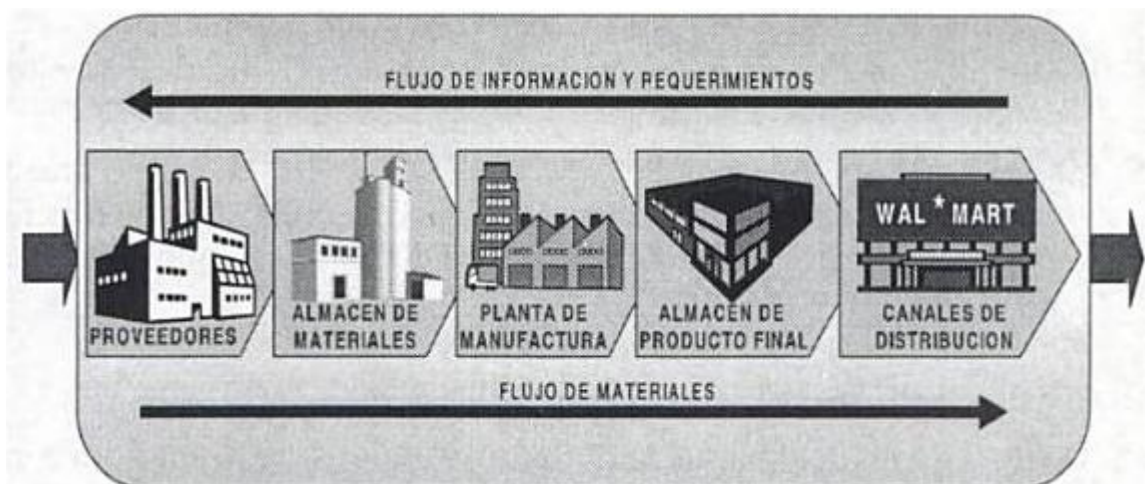 FLUJO DE INFORMACION Y REQUERIMIENTOS
PROVEEDORES
ALMACEN DE
MATERIALES
PLANTA DE
MANUFACTURA
ALMACEN DE
PRODUCTO FINAL
WAL * MART
CANALES DE
DISTRIBUCION
FLUJO DE MATERIALES